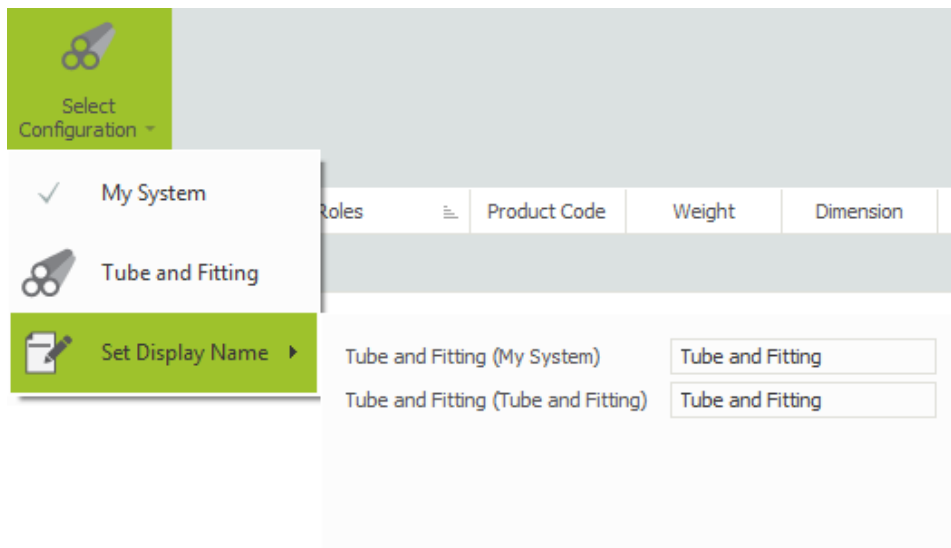 Select
Configuration
My System
Roles Product Code Weight Dimension
Tube and Fitting
Set Display Name
Tube and Fitting (My System) Tube and Fitting
Tube and Fitting (Tube and Fitting) Tube and Fitting